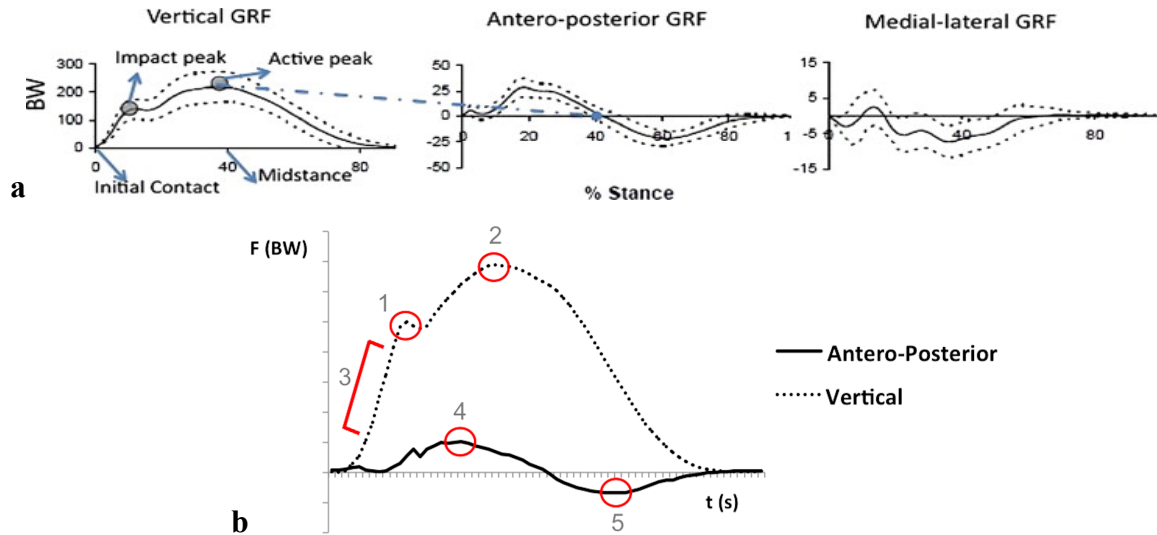 Vertical GRF
Impact peak
Active peak
BW
300
200
100
0
0
40
80
Initial Contact
Midstance
Antero-posterior GRF
50
25
0
-25
-50
0
20
40
60
80
1
% Stance
Medial-lateral GRF
15
5
-5
-15
40
80
a
F (BW)
1
2
3
4
5
t (s)
Antero-Posterior
Vertical
b